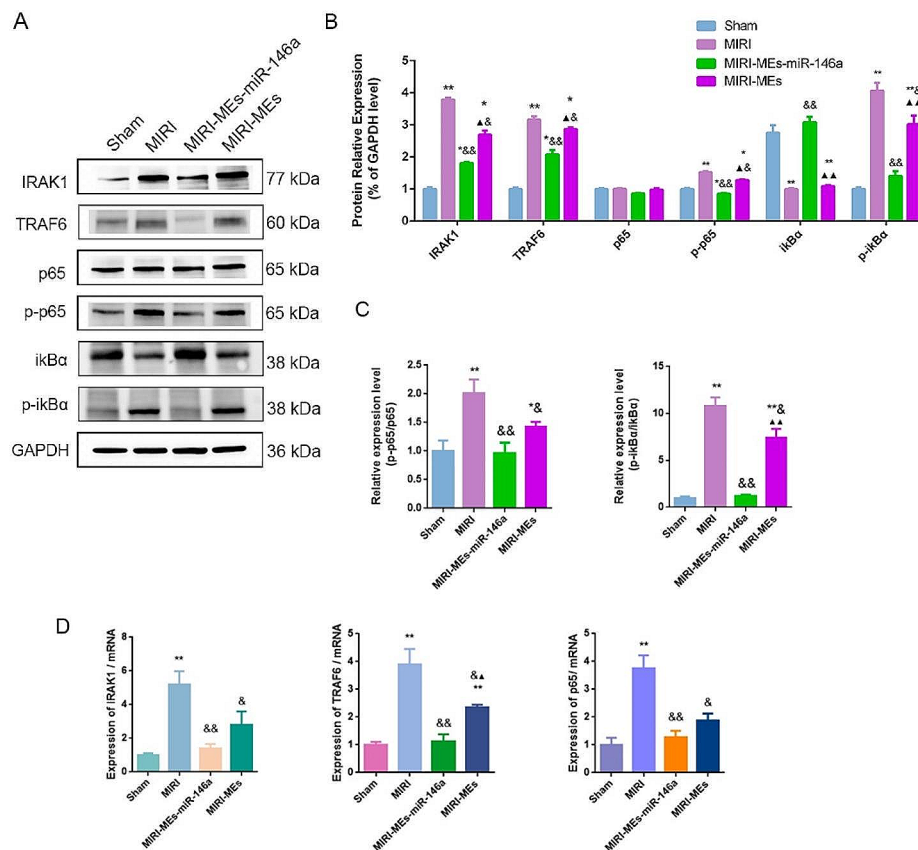 A
Sham
MIRI
MIRI-MEs-miR-146a
MIRI-MEs
IRAK1
77 kDa
TRAF6
60 kDa
p65
65 kDa
p-p65
65 kDa
ikBα
38 kDa
p-ikBα
38 kDa
GAPDH
36 kDa
B
Sham
MIRI
MIRI-MEs-miR-146a
MIRI-MEs
Protein Relative Expression
(% of GAPDH level)
5
4
3
2
1
0
**
*&&
*
▲&
**
*&&
*
▲&
**
*&&
*
▲&
**
&&
**
▲▲
**
&&
**&
▲▲
IRAK1
TRAF6
p65
p-p65
ikBα
p-ikBα
C
Relative expression level
(p-p65/p65)
2.5
2.0
1.5
1.0
0.5
0.0
**
&&
*&
Sham
MIRI
MIRI-MEs-miR-146a
MIRI-MEs
Relative expression level
(p-ikBα/ikBα)
15
10
5
0
**
&&
**&
▲▲
Sham
MIRI
MIRI-MEs-miR-146a
MIRI-MEs
D
Expression of IRAK1 / mRNA
8
6
4
2
0
**
&&
&
Sham
MIRI
MIRI-MEs-miR-146a
MIRI-MEs
Expression of TRAF6 / mRNA
5
4
3
2
1
0
**
&&
&▲
**
Sham
MIRI
MIRI-MEs-miR-146a
MIRI-MEs
Expression of p65/ mRNA
5
4
3
2
1
0
**
&&
&
Sham
MIRI
MIRI-MEs-miR-146a
MIRI-MEs